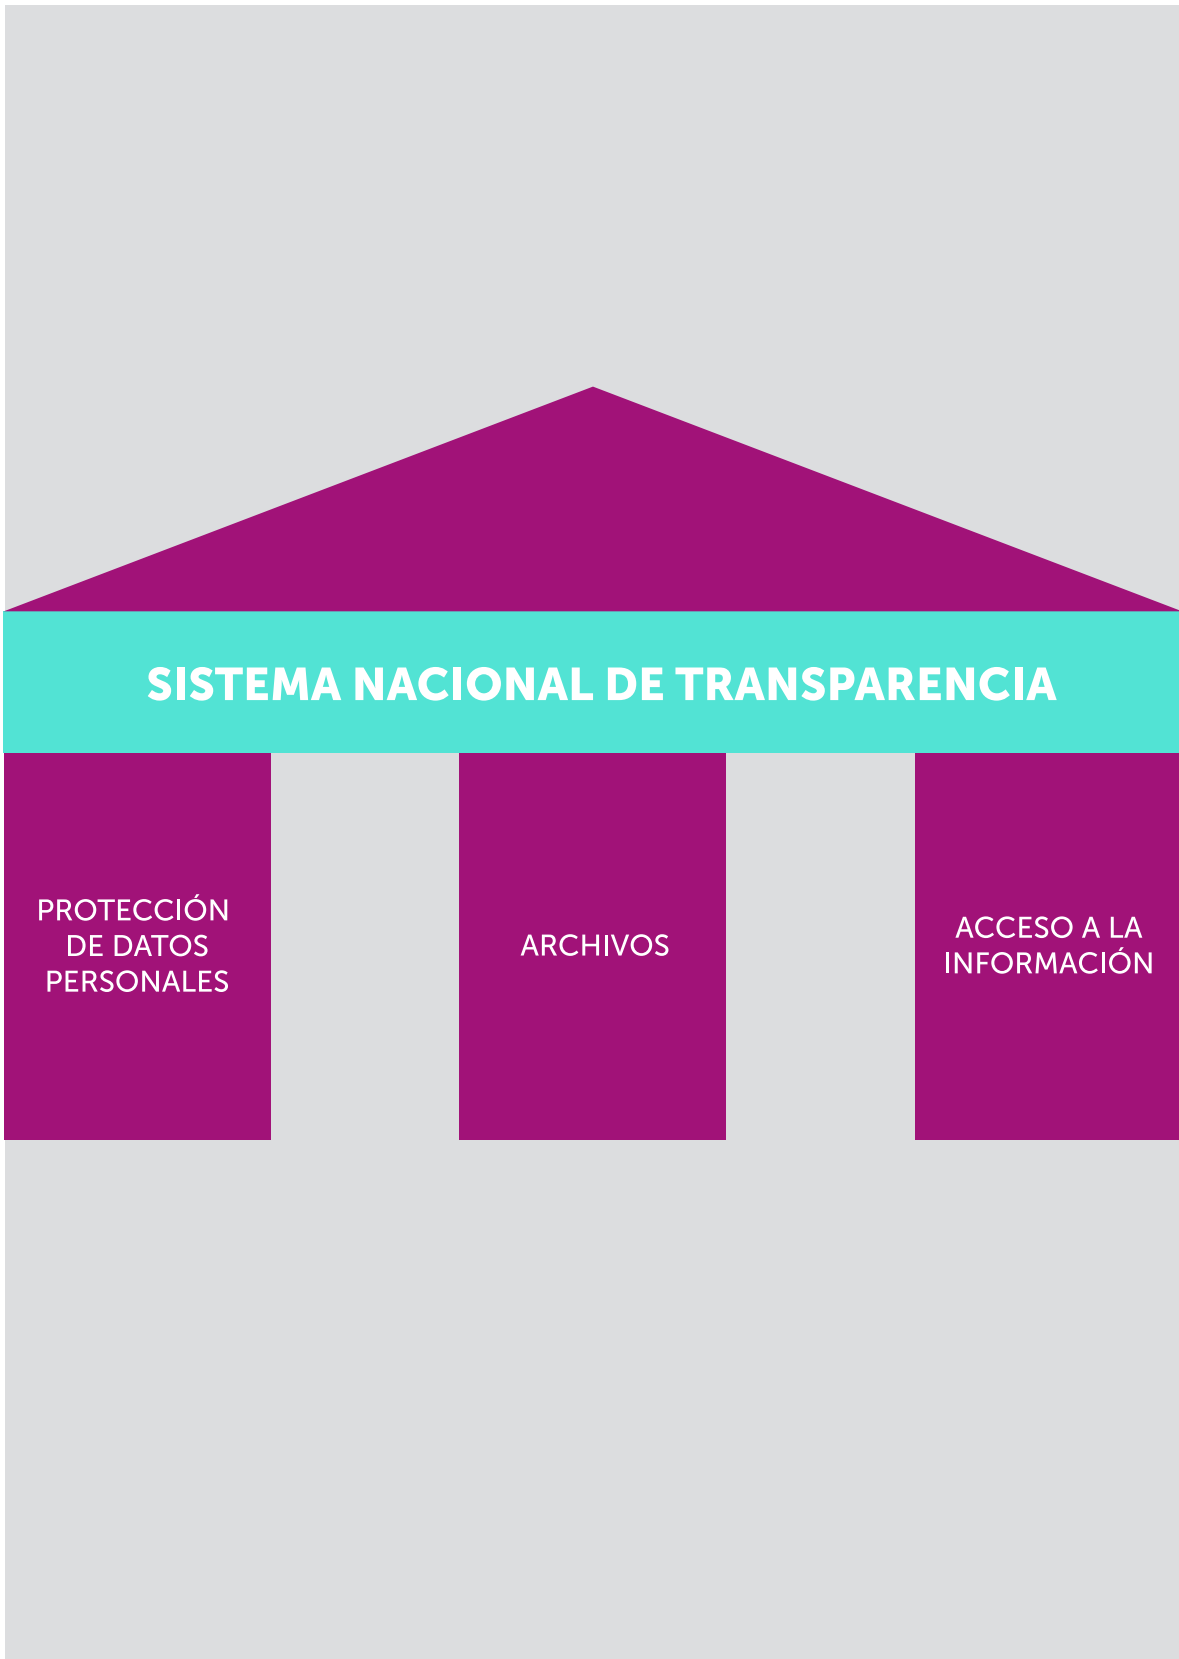 SISTEMA NACIONAL DE TRANSPARENCIA
PROTECCIÓN
DE DATOS
PERSONALES
ARCHIVOS
ACCESO A LA
INFORMACIÓN